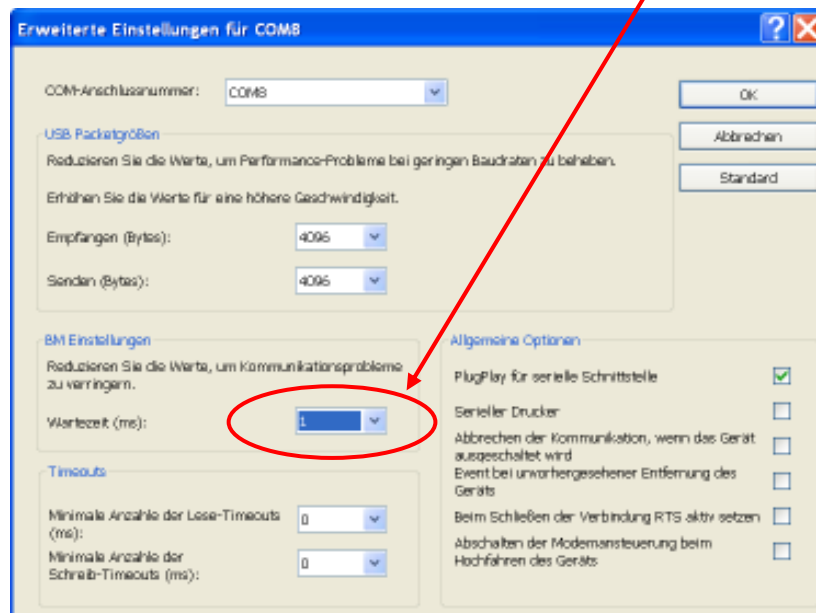 Erweiterte Einstellungen für COM8
COM-Anschlussnummer:
COM8
OK
Abbrechen
Standard
USB Packetgrößen
Reduzieren Sie die Werte, um Performance-Probleme bei geringen Baudraten zu beheben.
Erhöhen Sie die Werte für eine höhere Geschwindigkeit.
Empfangen (Bytes):
4096
Senden (Bytes):
4096
BM Einstellungen
Reduzieren Sie die Werte, um Kommunikationsprobleme
zu verringern.
Wartezeit (ms):
1
Timeouts
Minimale Anzahle der Lese-Timeouts
(ms):
0
Minimale Anzahle der
Schreib-Timeouts (ms):
0
Allgemeine Optionen
PlugPlay für serielle Schnittstelle
Serieller Drucker
Abbrechen der Kommunikation, wenn das Gerät
ausgeschaltet wird
Event bei unvorhergesehener Entfernung des
Geräts
Beim Schließen der Verbindung RTS aktiv setzen
Abschalten der Modemansteuerung beim
Hochfahren des Geräts